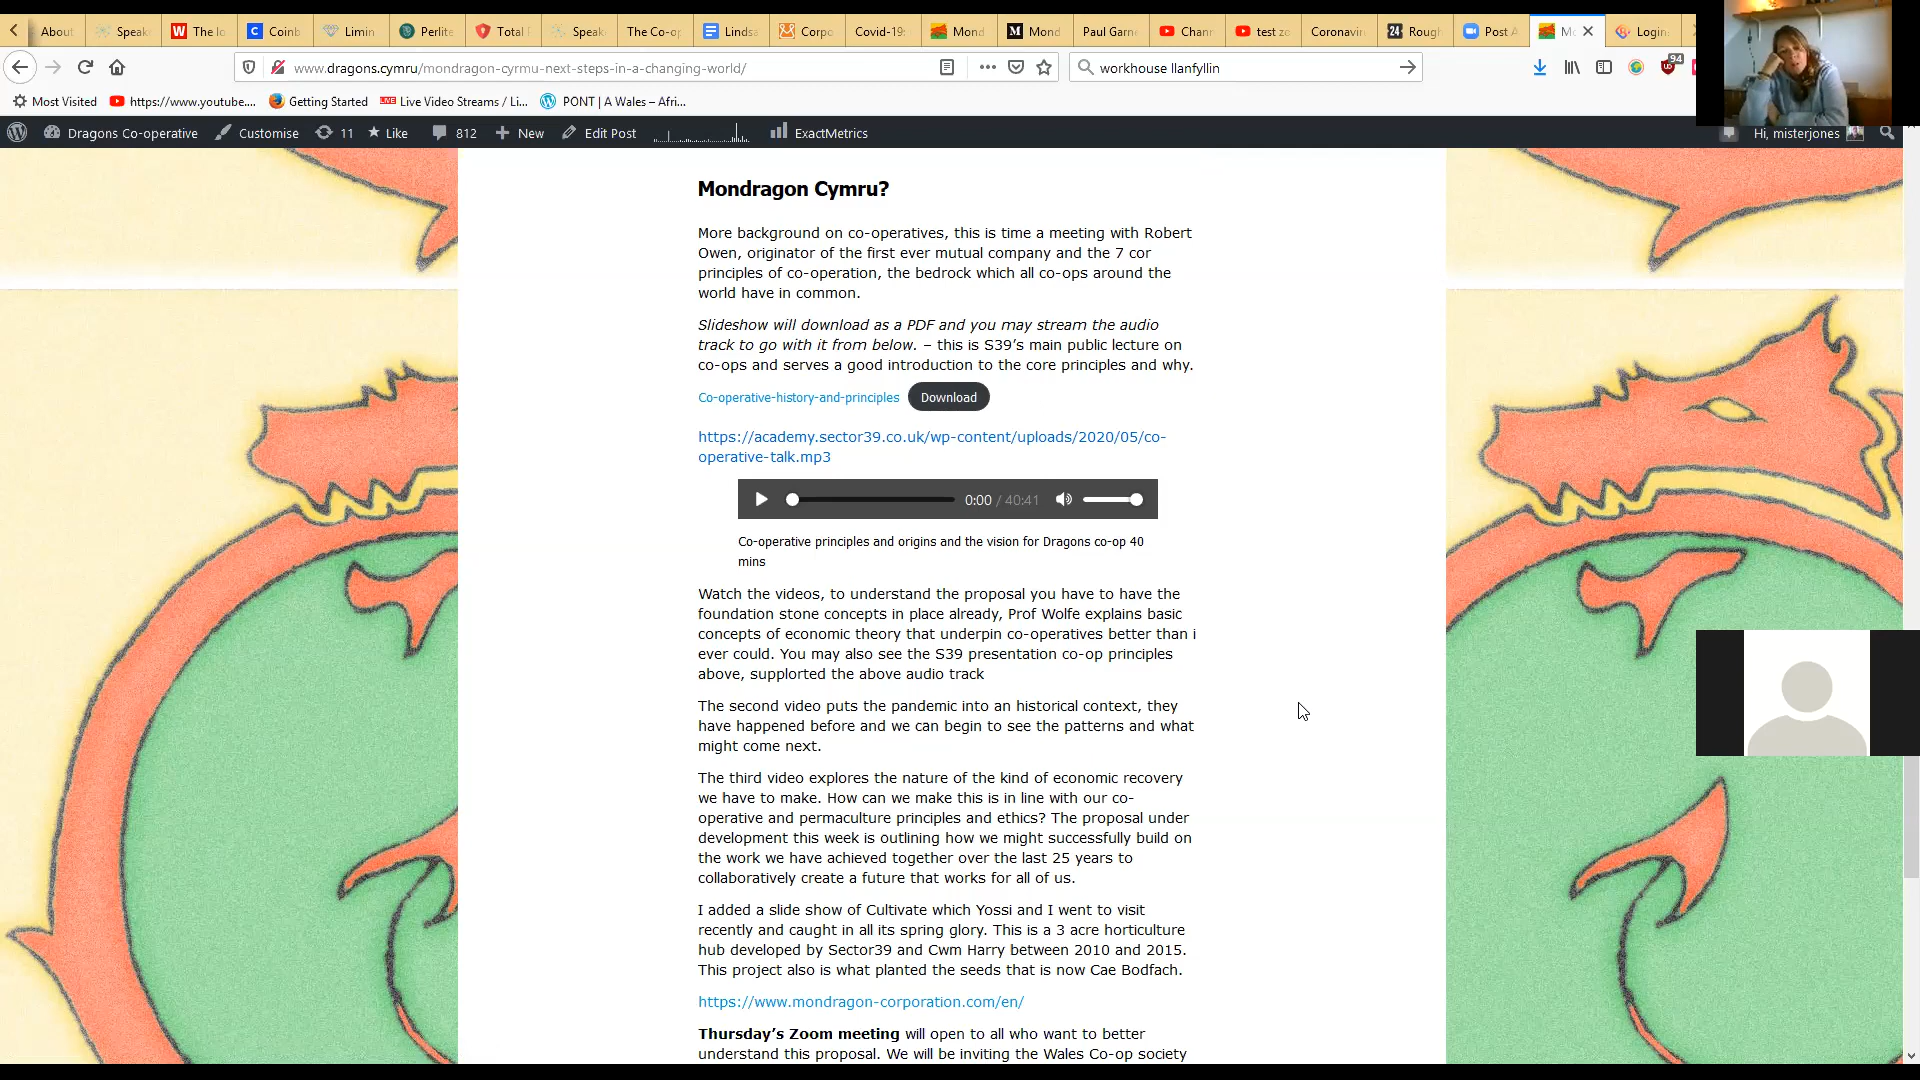 About
Speak
The lo
Coinb
Limin
Perlite
Total
Speak
The Co-op
Lindsa
Corpo
Covid-19
Mond
Mond
Paul Garne
Chann
test zo
Coronavir
24 Rough
Post A
Mo
Login
www.dragons.cymru/mondragon-cyrmu-next-steps-in-a-changing-world/
workhouse llanfyllin
94
Most Visited
https://www.youtube....
Getting Started
LIVE Live Video Streams / Li...
PONT | A Wales – Afri...
Dragons Co-operative
Customise
11
Like
812
New
Edit Post
ExactMetrics
Hi, misterjones
Mondragon Cymru?
More background on co-operatives, this is time a meeting with Robert
Owen, originator of the first ever mutual company and the 7 cor
principles of co-operation, the bedrock which all co-ops around the
world have in common.
Slideshow will download as a PDF and you may stream the audio
track to go with it from below. – this is S39’s main public lecture on
co-ops and serves a good introduction to the core principles and why.
Co-operative-history-and-principles Download
https://academy.sector39.co.uk/wp-content/uploads/2020/05/co-
operative-talk.mp3
0:00 / 40:41
Co-operative principles and origins and the vision for Dragons co-op 40
mins
Watch the videos, to understand the proposal you have to have the
foundation stone concepts in place already, Prof Wolfe explains basic
concepts of economic theory that underpin co-operatives better than i
ever could. You may also see the S39 presentation co-op principles
above, supplorted the above audio track
The second video puts the pandemic into an historical context, they
have happened before and we can begin to see the patterns and what
might come next.
The third video explores the nature of the kind of economic recovery
we have to make. How can we make this is in line with our co-
operative and permaculture principles and ethics? The proposal under
development this week is outlining how we might successfully build on
the work we have achieved together over the last 25 years to
collaboratively create a future that works for all of us.
I added a slide show of Cultivate which Yossi and I went to visit
recently and caught in all its spring glory. This is a 3 acre horticulture
hub developed by Sector39 and Cwm Harry between 2010 and 2015.
This project also is what planted the seeds that is now Cae Bodfach.
https://www.mondragon-corporation.com/en/
Thursday’s Zoom meeting will open to all who want to better
understand this proposal. We will be inviting the Wales Co-op society